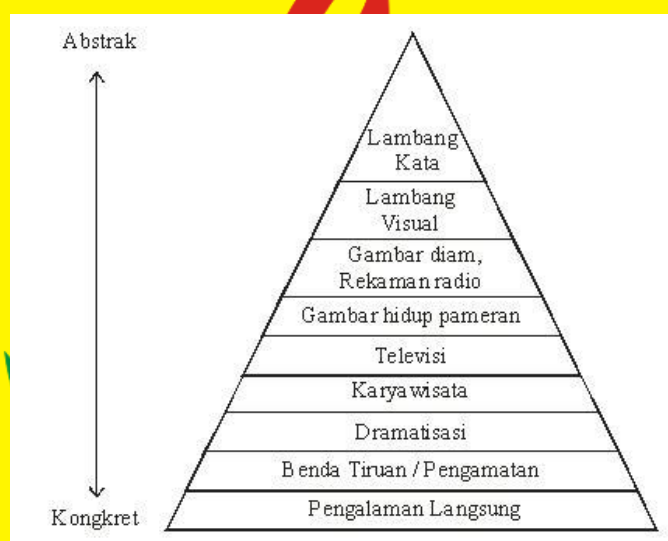 Abstrak
Lambang
Kata
Lambang
Visual
Gambar diam,
Rekaman radio
Gambar hidup pameran
Televisi
Karyawisata
Dramatisasi
Benda Tiruan / Pengamatan
Pengalaman Langsung
Kongkret